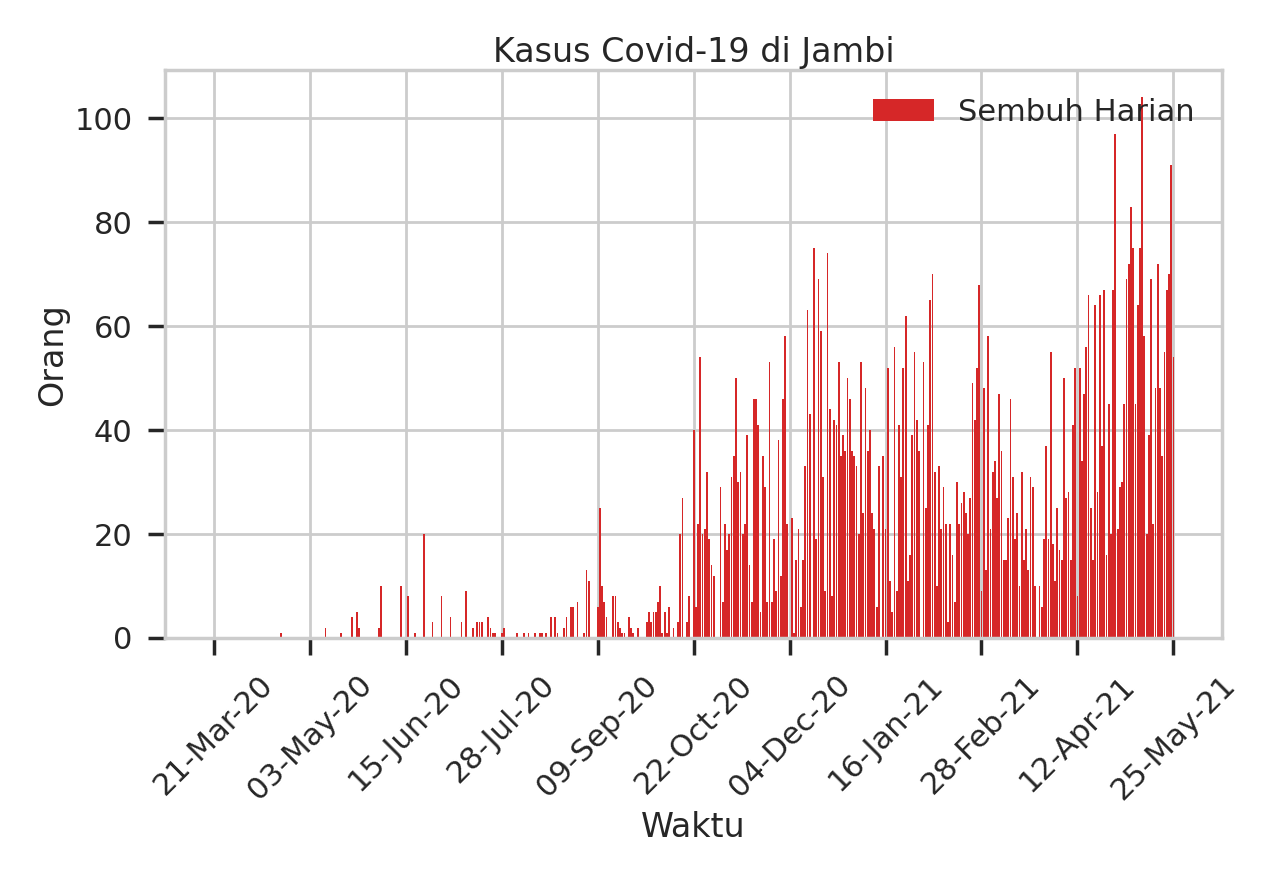 Kasus Covid-19 di Jambi
Sembuh Harian
Orang
100
80
60
40
20
0
21-Mar-20
03-May-20
15-Jun-20
28-Jul-20
09-Sep-20
22-Oct-20
04-Dec-20
16-Jan-21
28-Feb-21
12-Apr-21
25-May-21
Waktu